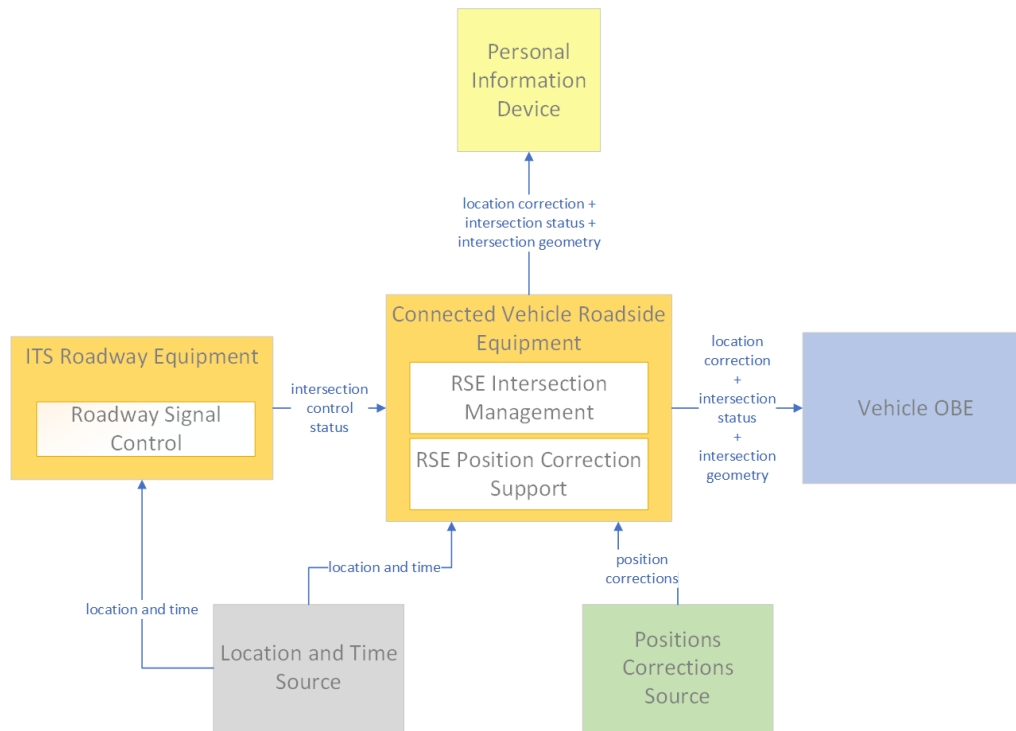 Personal
Information
Device
location correction +
intersection status +
intersection geometry
Connected Vehicle Roadside
Equipment
RSE Intersection
Management
RSE Position Correction
Support
ITS Roadway Equipment
Roadway Signal
Control
intersection
control
status
location
correction
+
intersection
status
+
intersection
geometry
Vehicle OBE
location and time
location and time
position
corrections
Location and Time
Source
Positions
Corrections
Source